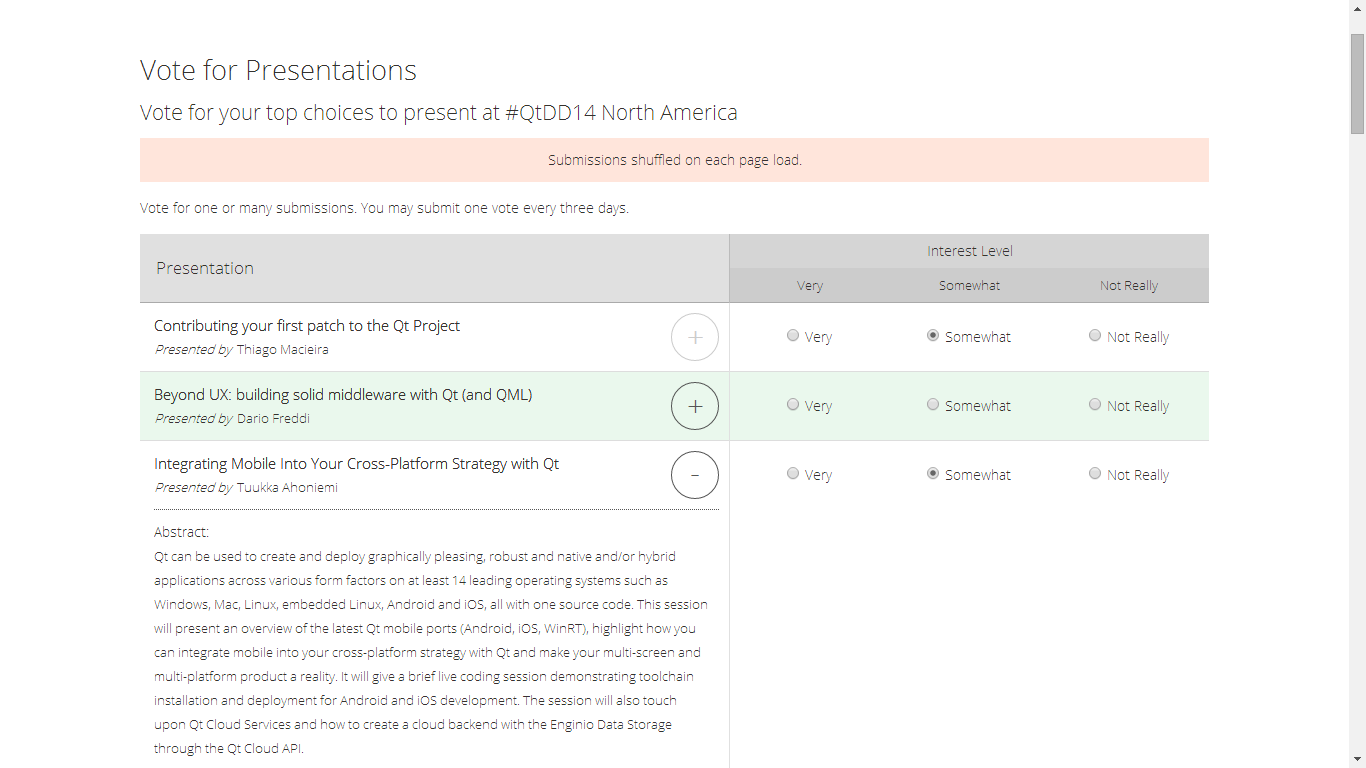 Vote for Presentations
Vote for your top choices to present at #QtDD14 North America
Submissions shuffled on each page load.
Vote for one or many submissions. You may submit one vote every three days.
Presentation
Interest Level
Very Somewhat Not Really
Contributing your first patch to the Qt Project
Presented by Thiago Macieira
+
Very Somewhat Not Really
Beyond UX: building solid middleware with Qt (and QML)
Presented by Dario Freddi
+
Very Somewhat Not Really
Integrating Mobile Into Your Cross-Platform Strategy with Qt
Presented by Tuukka Ahoniemi
-
Very Somewhat Not Really
Abstract:
Qt can be used to create and deploy graphically pleasing, robust and native and/or hybrid
applications across various form factors on at least 14 leading operating systems such as
Windows, Mac, Linux, embedded Linux, Android and iOS, all with one source code. This session
will present an overview of the latest Qt mobile ports (Android, iOS, WinRT), highlight how you
can integrate mobile into your cross-platform strategy with Qt and make your multi-screen and
multi-platform product a reality. It will give a brief live coding session demonstrating toolchain
installation and deployment for Android and iOS development. The session will also touch
upon Qt Cloud Services and how to create a cloud backend with the Enginio Data Storage
through the Qt Cloud API.